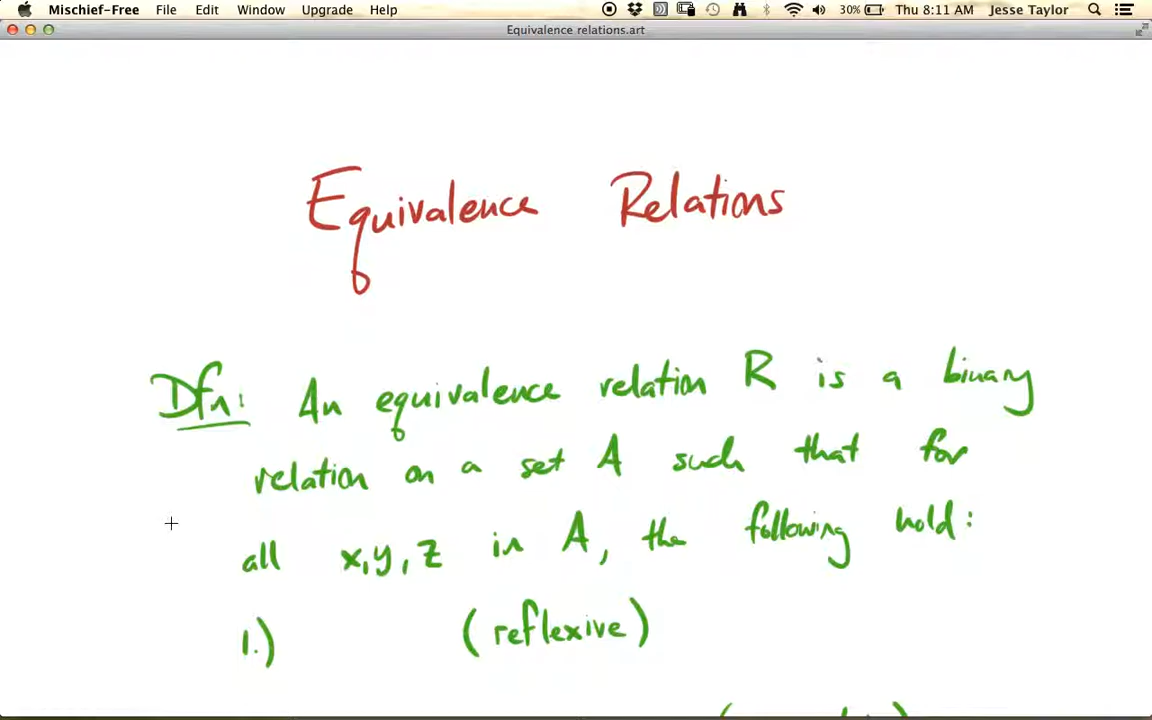 Mischief-Free File Edit Window Upgrade Help 30% Thu 8:11 AM Jesse Taylor
Equivalence relations.art
Equivalence Relations
Dfn: An equivalence relation R is a binary
relation on a set A such that for
all x, y, z in A, the following hold:
1.) (reflexive)